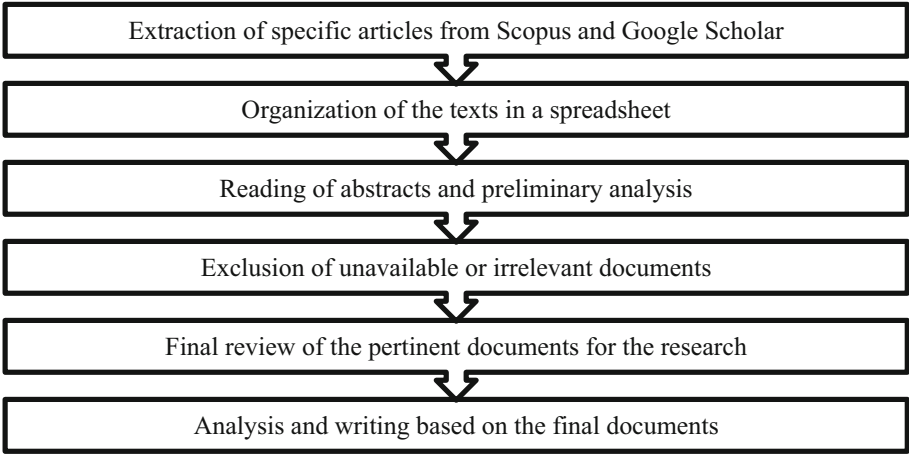 Extraction of specific articles from Scopus and Google Scholar
Organization of the texts in a spreadsheet
Reading of abstracts and preliminary analysis
Exclusion of unavailable or irrelevant documents
Final review of the pertinent documents for the research
Analysis and writing based on the final documents